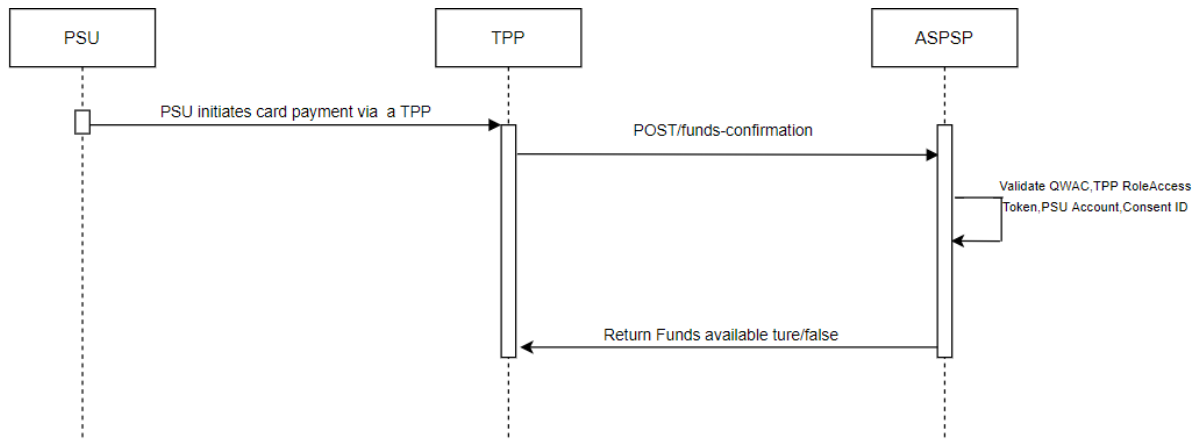 PSU
TPP
ASPSP
PSU initiates card payment via  a TPP
POST/funds-confirmation
Validate QWAC,TPP RoleAccess
Token,PSU Account,Consent ID
Return Funds available ture/false